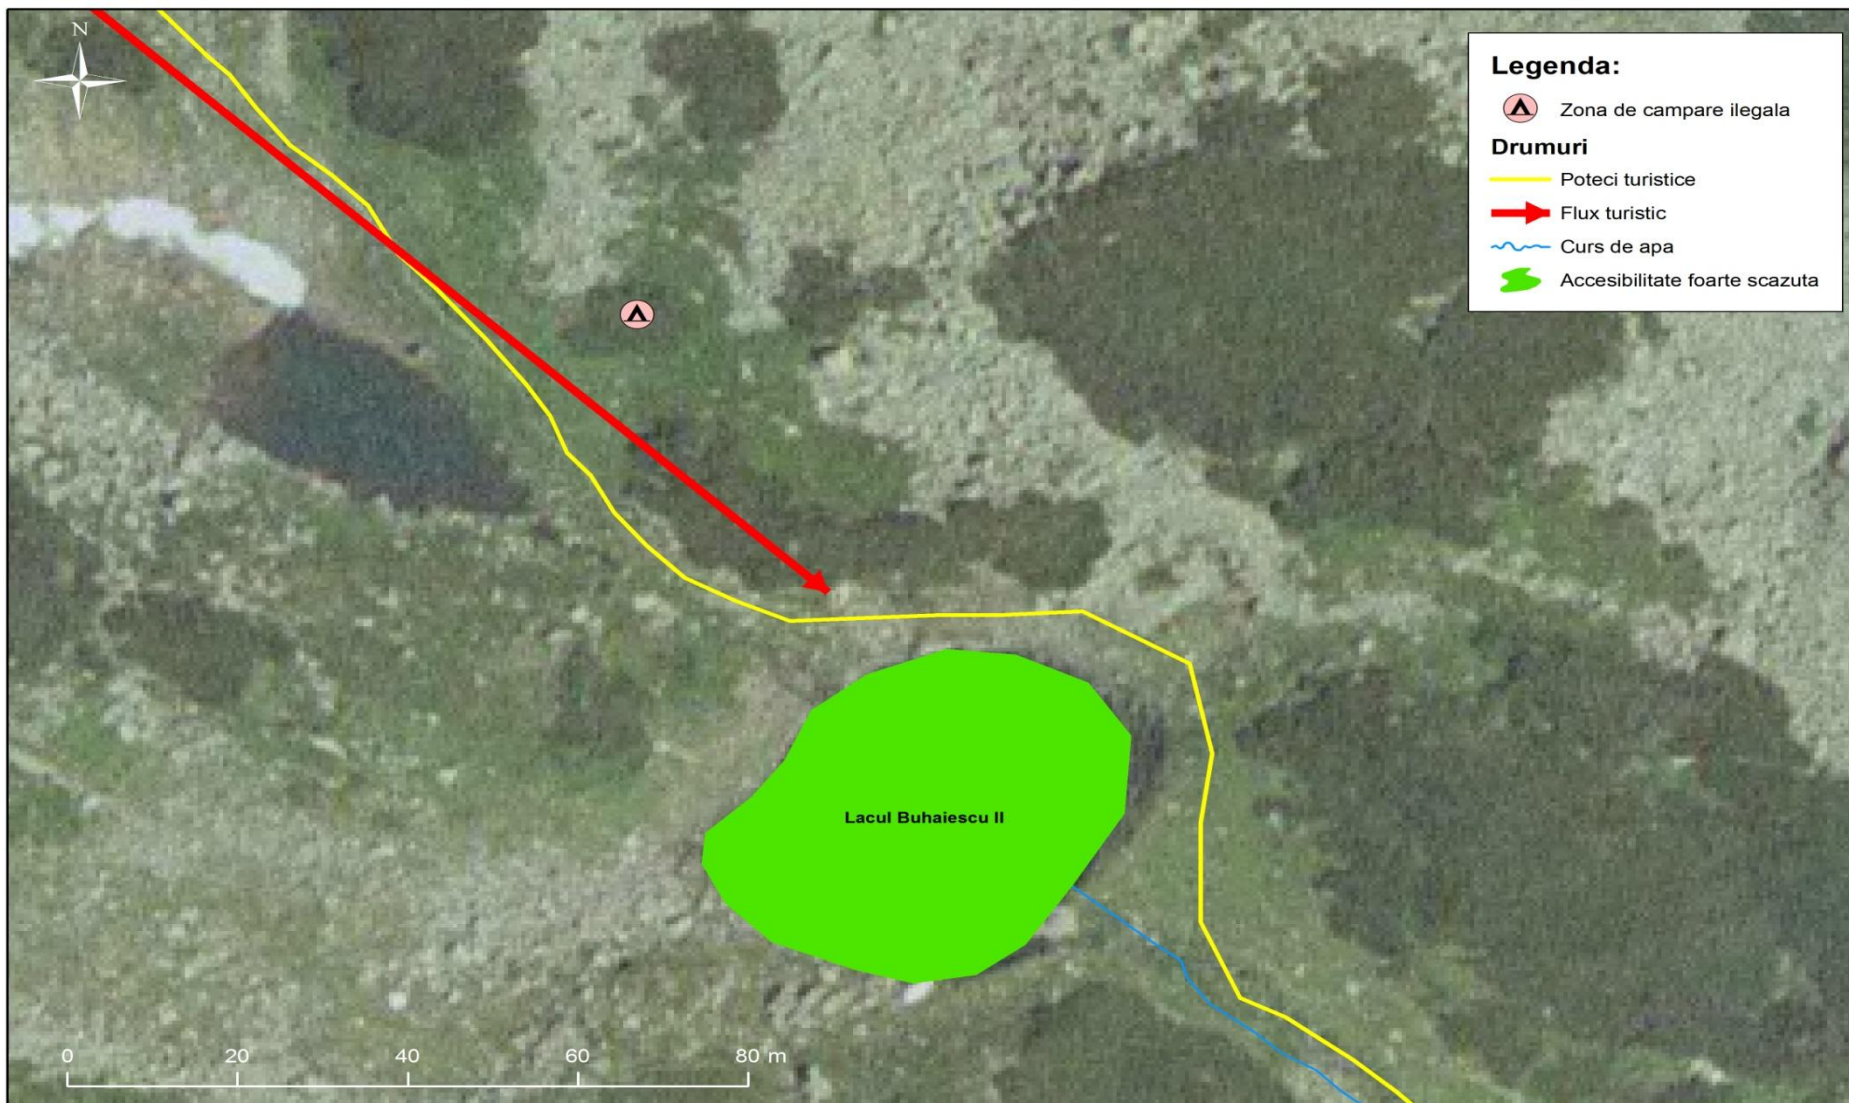 N
Legenda:
Zona de campare ilegala
Drumuri
Poteci turistice
Flux turistic
Curs de apa
Accesibilitate foarte scazuta
Lacul Buhaiescu II
0 20 40 60 80 m